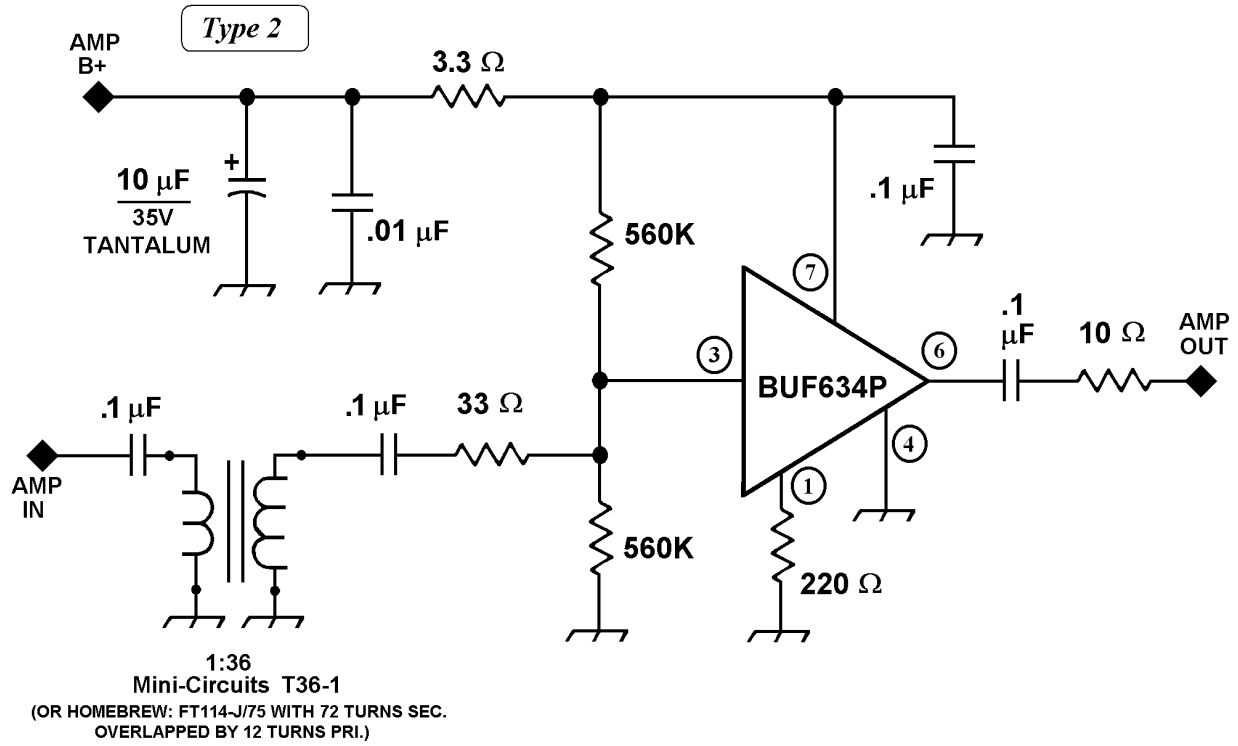 Type 2
AMP
B+
3.3 Ω
+
10 µF
35V
TANTALUM
.01 µF
560K
.1 µF
7
3
BUF634P
6
.1
µF
10 Ω
AMP
OUT
4
1
.1 µF
.1 µF
33 Ω
AMP
IN
560K
220 Ω
1:36
Mini-Circuits T36-1
(OR HOMEBREW: FT114-J/75 WITH 72 TURNS SEC.
OVERLAPPED BY 12 TURNS PRI.)